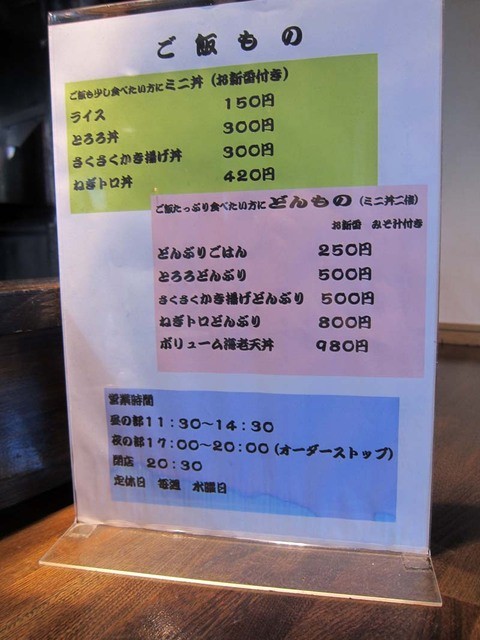 ご飯もの
ご飯も少し食べたい方にミニ丼（お新香付き）
ライス 150円
とろろ丼 300円
さくさくかき揚げ丼 300円
ねぎトロ丼 420円
ご飯たっぷり食べたい方にどんもの（ミニ丼二倍）
お新香 みそ汁付き
どんぶりごはん 250円
とろろどんぶり 500円
さくさくかき揚げどんぶり 500円
ねぎトロどんぶり 800円
ボリューム海老天丼 980円
営業時間
昼の部11：30～14：30
夜の部17：00～20：00（オーダーストップ）
閉店 20：30
定休日 毎週 水曜日